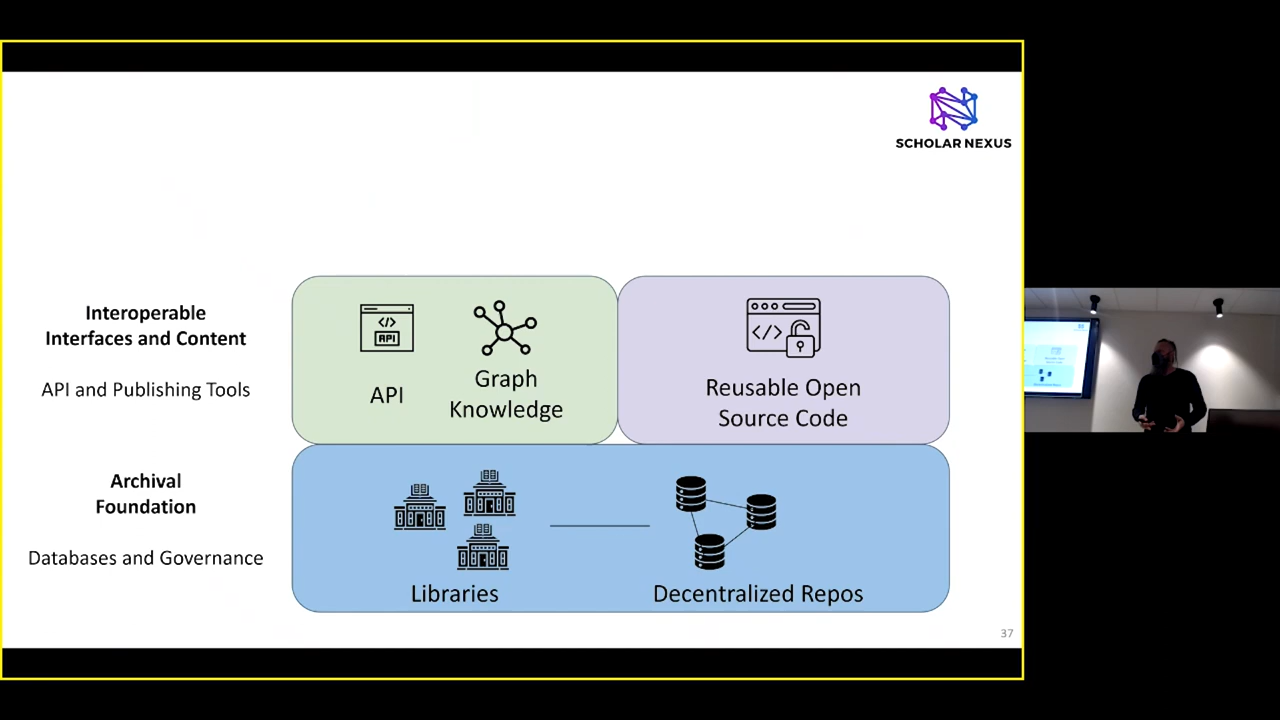 SCHOLAR NEXUS
Interoperable
Interfaces and Content
API and Publishing Tools
</>
API
API
Graph
Knowledge
</>
Reusable Open
Source Code
Archival
Foundation
Databases and Governance
Libraries
Decentralized Repos
37